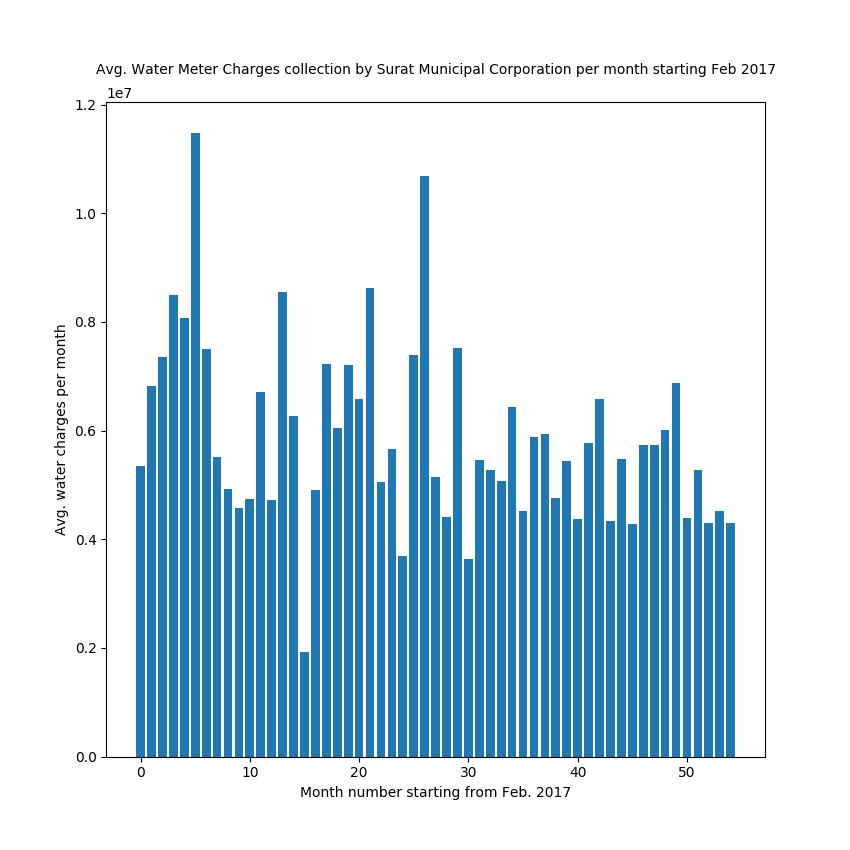 Avg. Water Meter Charges collection by Surat Municipal Corporation per month starting Feb 2017
1e7
1.2
1.0
0.8
0.6
0.4
0.2
0.0
Avg. water charges per month
0 10 20 30 40 50
Month number starting from Feb. 2017